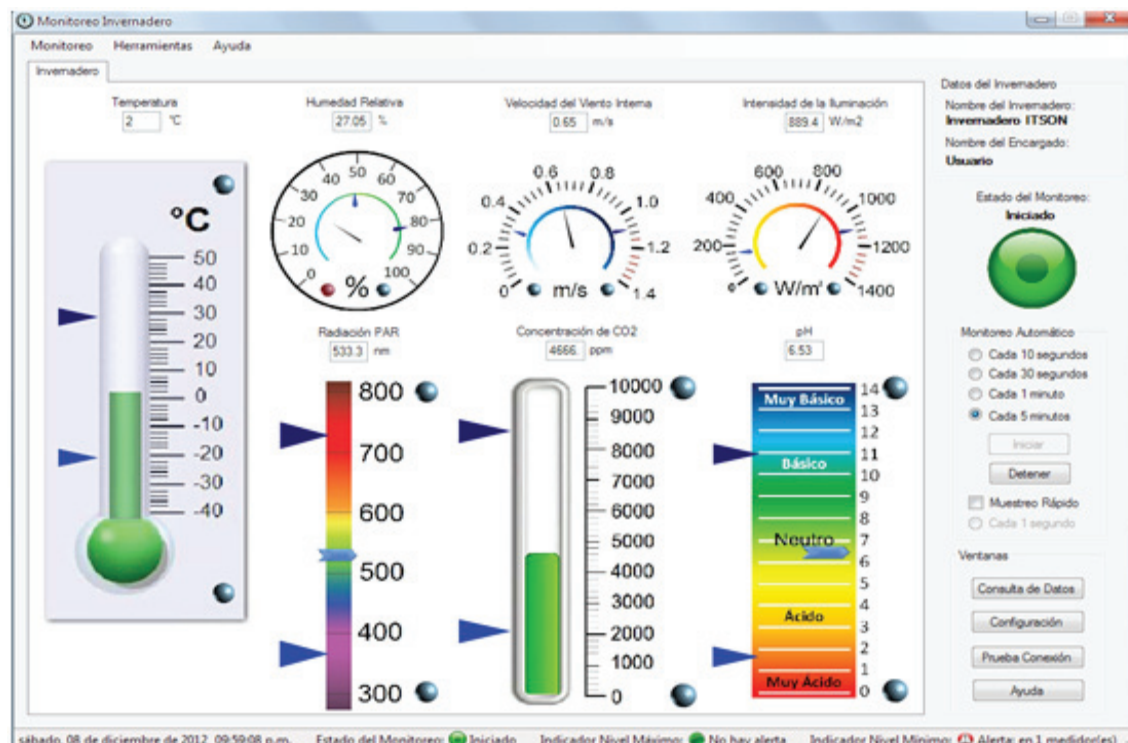 Monitoreo Invernadero
Monitoreo Herramientas Ayuda
Invernadero
Temperatura
2 °C
Humedad Relativa
27.05 %
Velocidad del Viento Interna
0.65 m/s
Intensidad de la Iluminación
889.4 W/m2
°C
50
40
30
20
10
0
-10
-20
-30
-40
0 10 20 30 40 50 60 70 80 90 100
%
0 0.2 0.4 0.6 0.8 1.0 1.2 1.4
m/s
0 200 400 600 800 1000 1200 1400
W/m²
Radiación PAR
533.3 nm
800
700
600
500
400
300
Concentración de CO2
4666. ppm
10000
9000
8000
7000
6000
5000
4000
3000
2000
1000
0
pH
6.53
Muy Básico
Básico
Neutro
Ácido
Muy Ácido
14
13
12
11
10
9
8
7
6
5
4
3
2
1
0
Datos del Invernadero
Nombre del Invernadero:
Invernadero ITSON
Nombre del Encargado:
Usuario
Estado del Monitoreo:
Iniciado
Monitoreo Automático
Cada 10 segundos
Cada 30 segundos
Cada 1 minuto
Cada 5 minutos
Iniciar
Detener
Muestreo Rápido
Cada 1 segundo
Ventanas
Consulta de Datos
Configuración
Prueba Conexión
Ayuda
sábado, 08 de diciembre de 2012, 09:59:08 p.m. Estado del Monitoreo: Iniciado Indicador Nivel Máximo: No hay alerta Indicador Nivel Mínimo: Alerta: en 1 medidor(es)